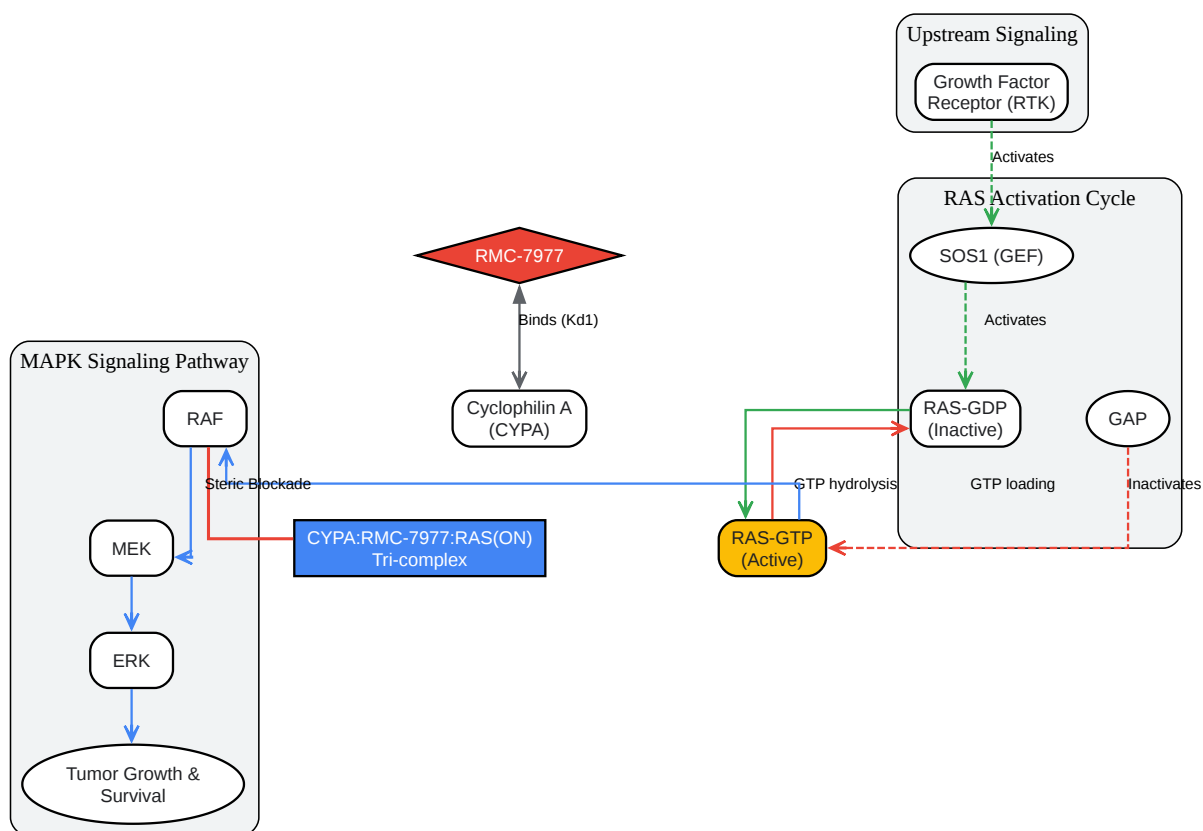 Upstream Signaling
Growth Factor
Receptor (RTK)
Activates
RAS Activation Cycle
SOS1 (GEF)
RMC-7977
Binds (Kd1)
Activates
MAPK Signaling Pathway
RAF
Cyclophilin A
(CYPA)
RAS-GDP
(Inactive)
GAP
Steric Blockade
GTP hydrolysis
GTP loading
Inactivates
MEK
CYPA:RMC-7977:RAS(ON)
Tri-complex
RAS-GTP
(Active)
ERK
Tumor Growth &
Survival